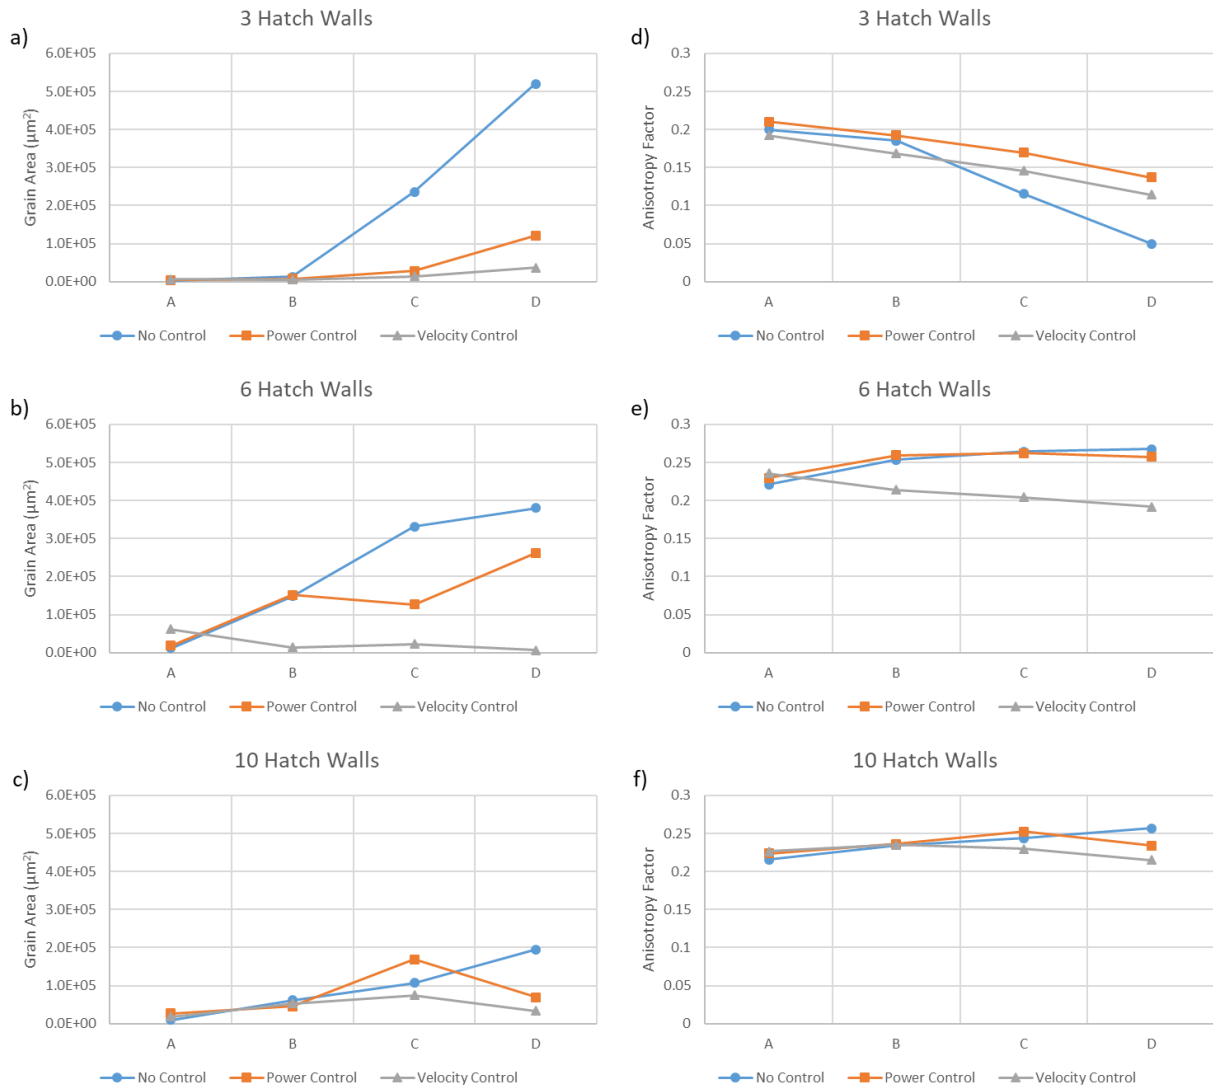 a)
3 Hatch Walls
Grain Area (µm²)
6.0E+05
5.0E+05
4.0E+05
3.0E+05
2.0E+05
1.0E+05
0.0E+00
A B C D
No Control Power Control Velocity Control
d)
3 Hatch Walls
Anisotropy Factor
0.3
0.25
0.2
0.15
0.1
0.05
0
A B C D
No Control Power Control Velocity Control
b)
6 Hatch Walls
Grain Area (µm²)
6.0E+05
5.0E+05
4.0E+05
3.0E+05
2.0E+05
1.0E+05
0.0E+00
A B C D
No Control Power Control Velocity Control
e)
6 Hatch Walls
Anisotropy Factor
0.3
0.25
0.2
0.15
0.1
0.05
0
A B C D
No Control Power Control Velocity Control
c)
10 Hatch Walls
Grain Area (µm²)
6.0E+05
5.0E+05
4.0E+05
3.0E+05
2.0E+05
1.0E+05
0.0E+00
A B C D
No Control Power Control Velocity Control
f)
10 Hatch Walls
Anisotropy Factor
0.3
0.25
0.2
0.15
0.1
0.05
0
A B C D
No Control Power Control Velocity Control